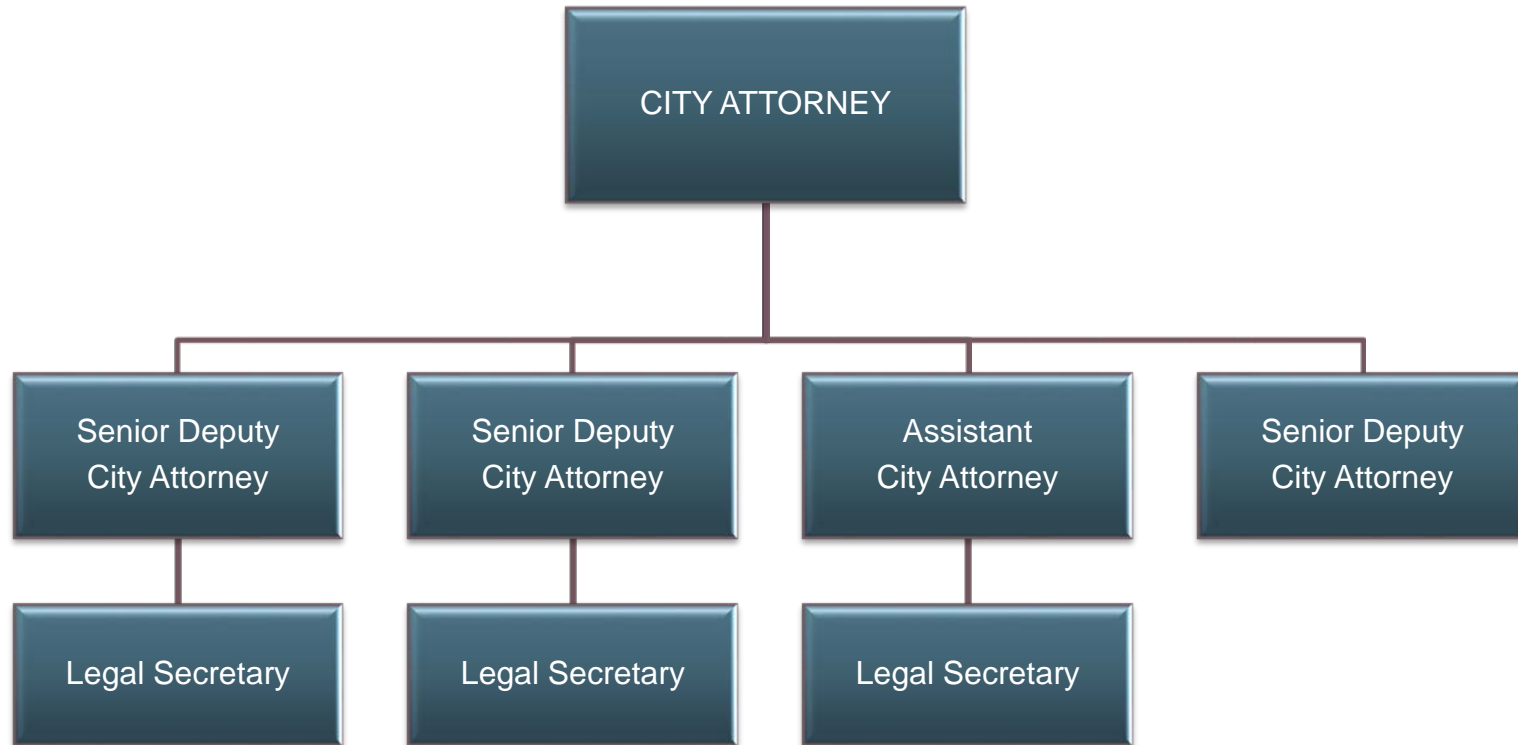 CITY ATTORNEY
Senior Deputy
City Attorney
Senior Deputy
City Attorney
Assistant
City Attorney
Senior Deputy
City Attorney
Legal Secretary
Legal Secretary
Legal Secretary